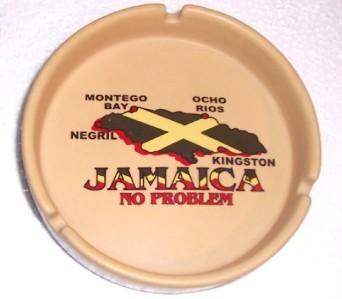 MONTEGO BAY
OCHO RIOS
NEGRIL
KINGSTON
JAMAICA
NO PROBLEM